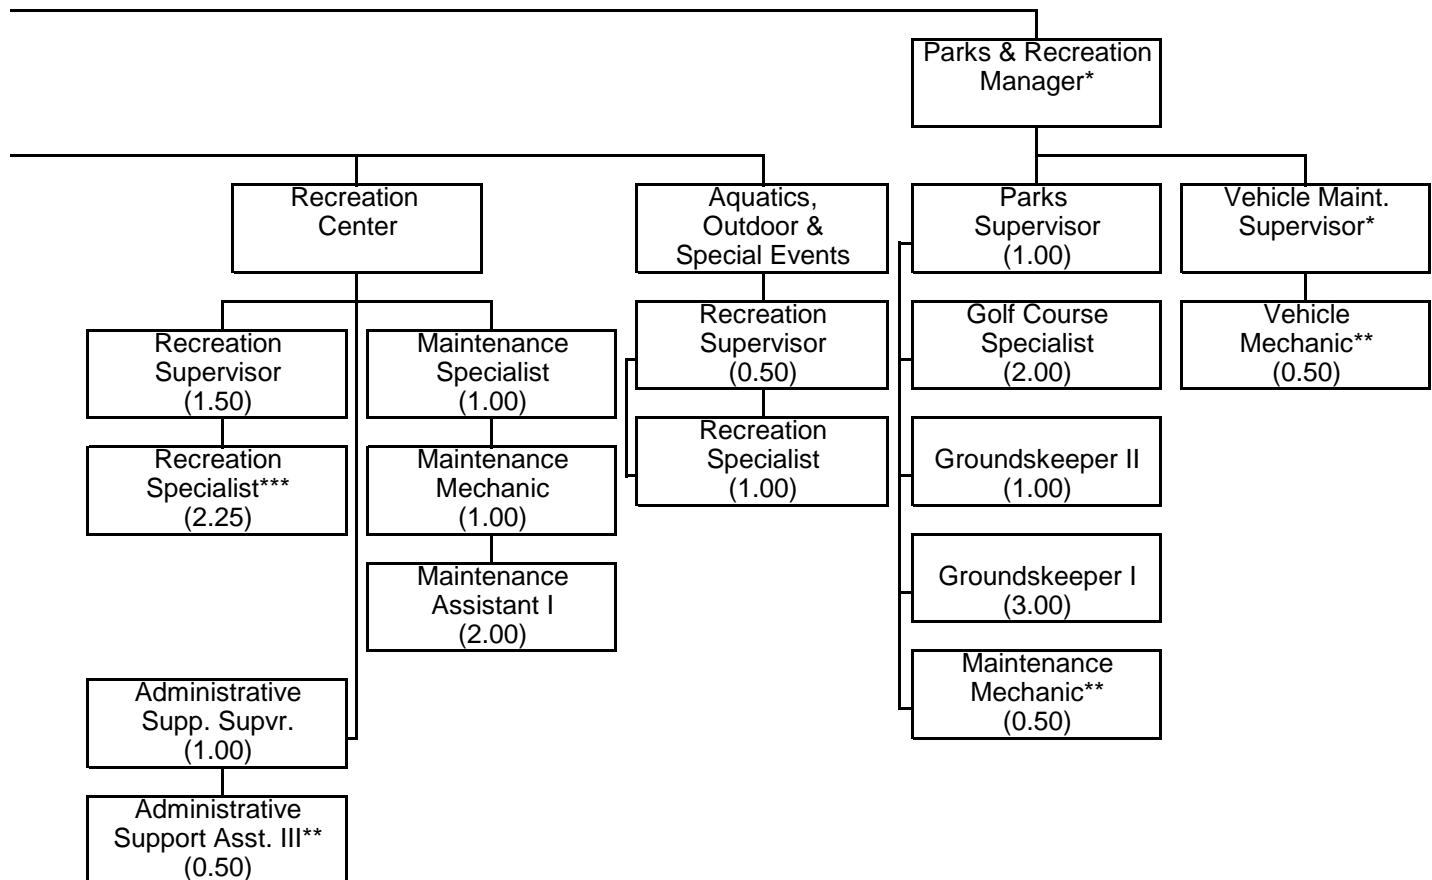 Parks & Recreation
Manager*
Recreation
Center
Aquatics,
Outdoor &
Special Events
Parks
Supervisor
(1.00)
Vehicle Maint.
Supervisor*
Recreation
Supervisor
(1.50)
Maintenance
Specialist
(1.00)
Recreation
Supervisor
(0.50)
Golf Course
Specialist
(2.00)
Vehicle
Mechanic**
(0.50)
Recreation
Specialist***
(2.25)
Maintenance
Mechanic
(1.00)
Recreation
Specialist
(1.00)
Groundskeeper II
(1.00)
Maintenance
Assistant I
(2.00)
Groundskeeper I
(3.00)
Administrative
Supp. Supvr.
(1.00)
Maintenance
Mechanic**
(0.50)
Administrative
Support Asst. III**
(0.50)